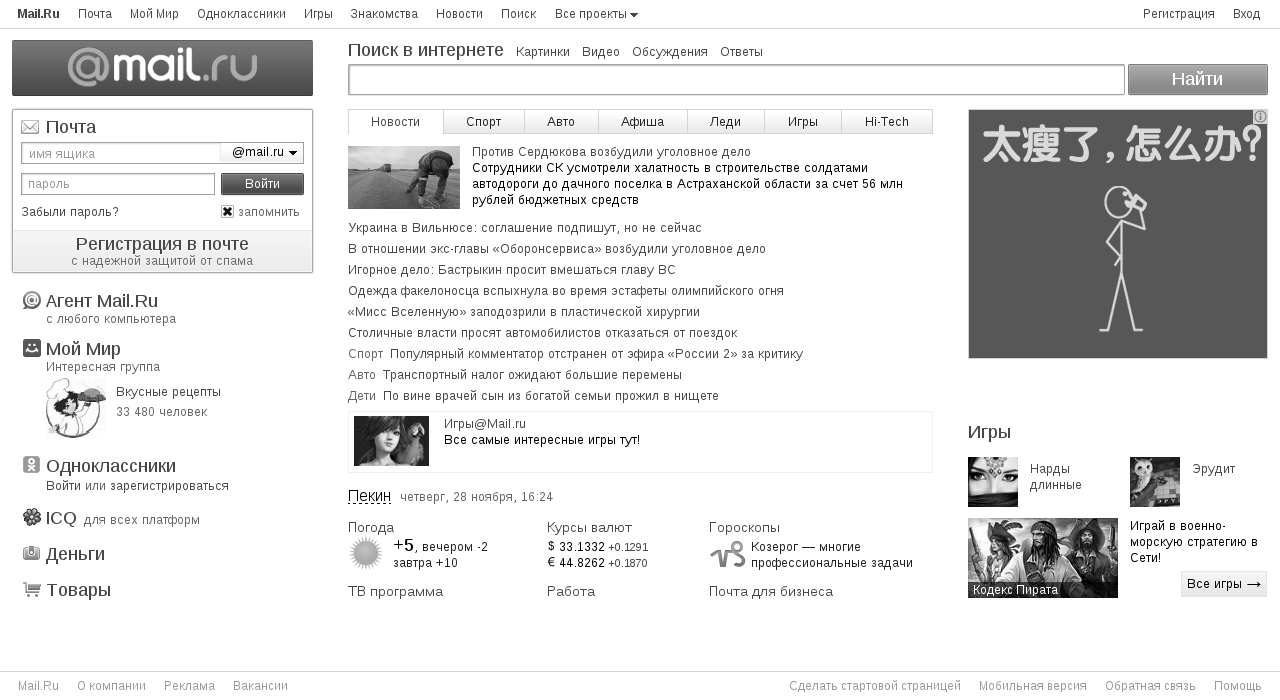 Mail.Ru Почта Мой Мир Одноклассники Игры Знакомства Новости Поиск Все проекты Регистрация Вход
@mail.ru
Поиск в интернете Картинки Видео Обсуждения Ответы
Найти
Почта
имя ящика @mail.ru
пароль Войти
Забыли пароль? запомнить
Регистрация в почте
с надежной защитой от спама
Агент Mail.Ru
с любого компьютера
Мой Мир
Интересная группа
Вкусные рецепты
33 480 человек
Одноклассники
Войти или зарегистрироваться
ICQ для всех платформ
Деньги
Товары
Новости Спорт Авто Афиша Леди Игры Hi-Tech
Против Сердюкова возбудили уголовное дело
Сотрудники СК усмотрели халатность в строительстве солдатами
автодороги до дачного поселка в Астраханской области за счет 56 млн
рублей бюджетных средств
Украина в Вильнюсе: соглашение подпишут, но не сейчас
В отношении экс-главы «Оборонсервиса» возбудили уголовное дело
Игорное дело: Бастрыкин просит вмешаться главу ВС
Одежда факелоносца вспыхнула во время эстафеты олимпийского огня
«Мисс Вселенную» заподозрили в пластической хирургии
Столичные власти просят автомобилистов отказаться от поездок
Спорт Популярный комментатор отстранен от эфира «России 2» за критику
Авто Транспортный налог ожидают большие перемены
Дети По вине врачей сын из богатой семьи прожил в нищете
Игры@Mail.ru
Все самые интересные игры тут!
Пекин четверг, 28 ноября, 16:24
Погода
+5, вечером -2
завтра +10
Курсы валют
$ 33.1332 +0.1291
€ 44.8262 +0.1870
Гороскопы
Козерог — многие
профессиональные задачи
ТВ программа Работа Почта для бизнеса
太瘦了，怎么办?
Игры
Нарды
длинные
ЭРУ
Эрудит
Кодекс Пирата
Играй в военно-
морскую стратегию в
Сети!
Все игры →
Mail.Ru О компании Реклама Вакансии Сделать стартовой страницей Мобильная версия Обратная связь Помощь